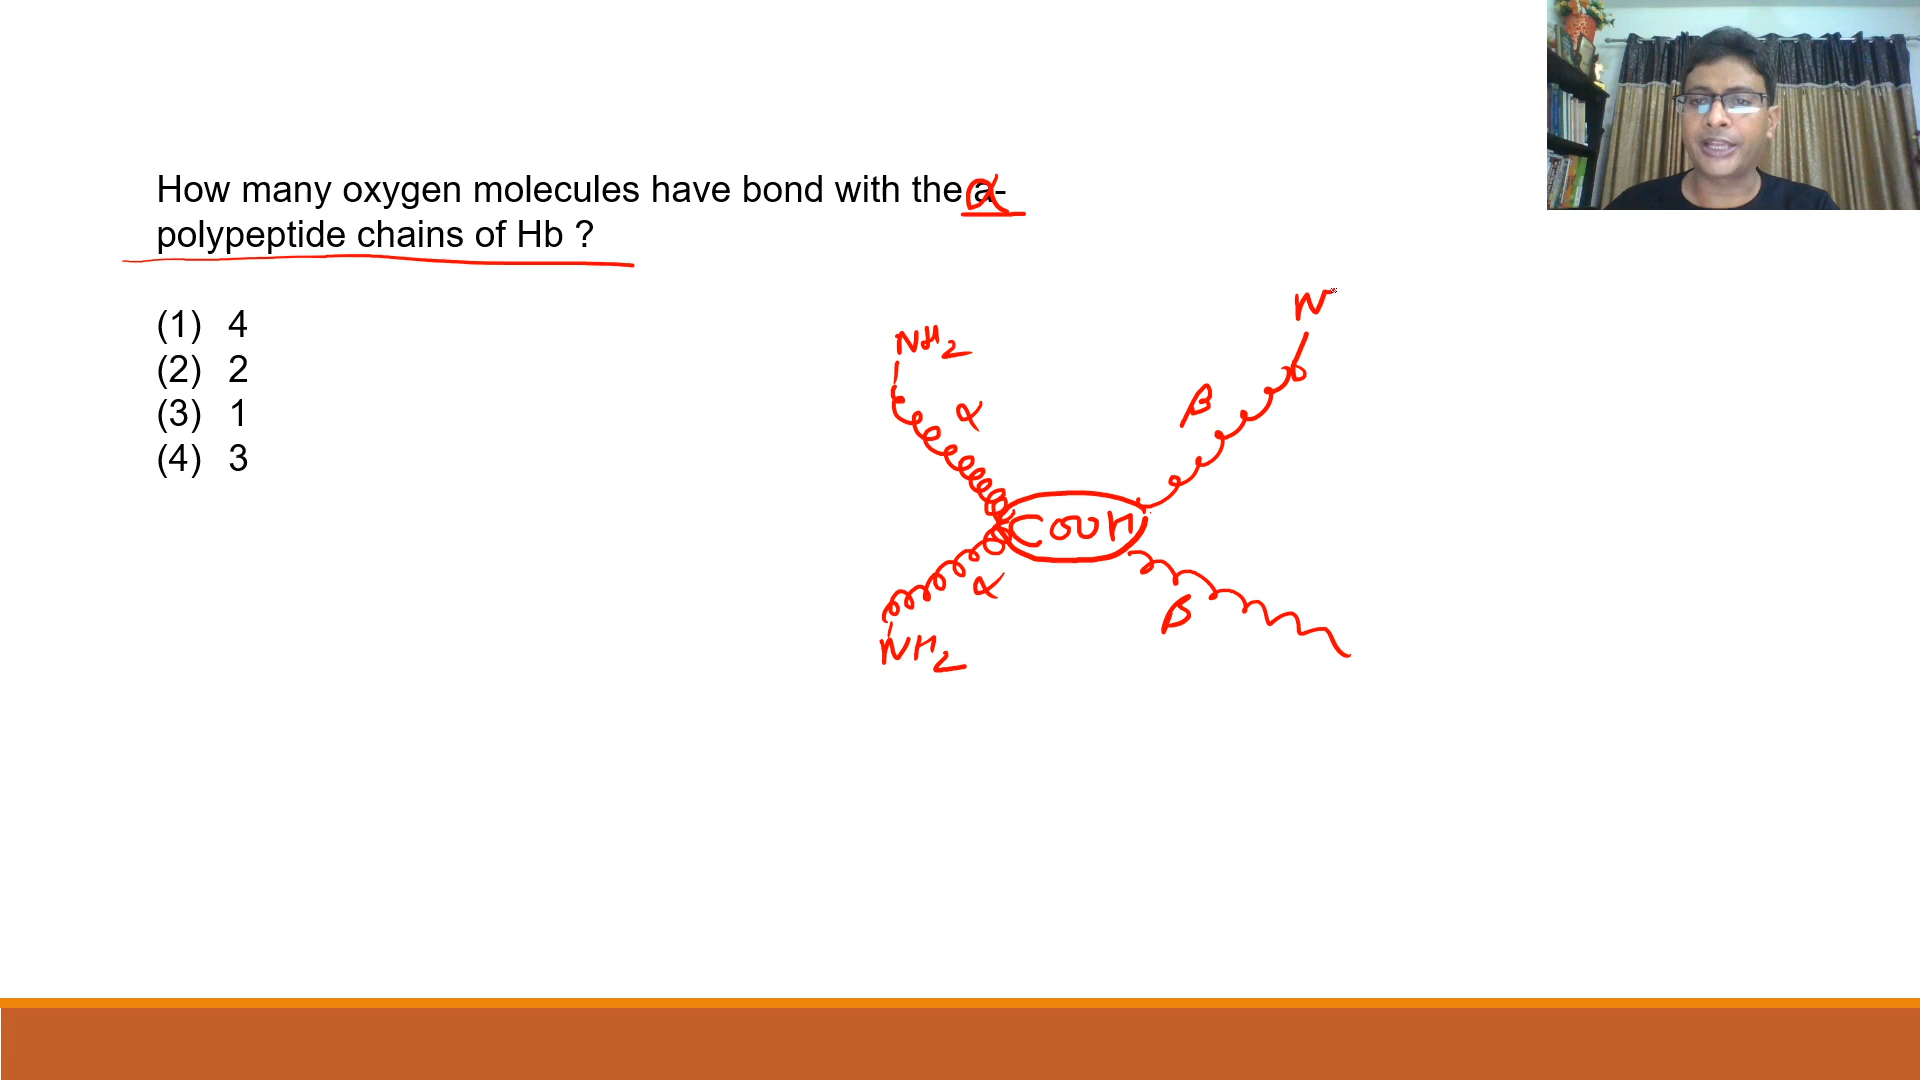 How many oxygen molecules have bond with the α-
polypeptide chains of Hb ?
(1) 4
(2) 2
(3) 1
(4) 3
N
NH2
α
β
COOH
α
β
NH2